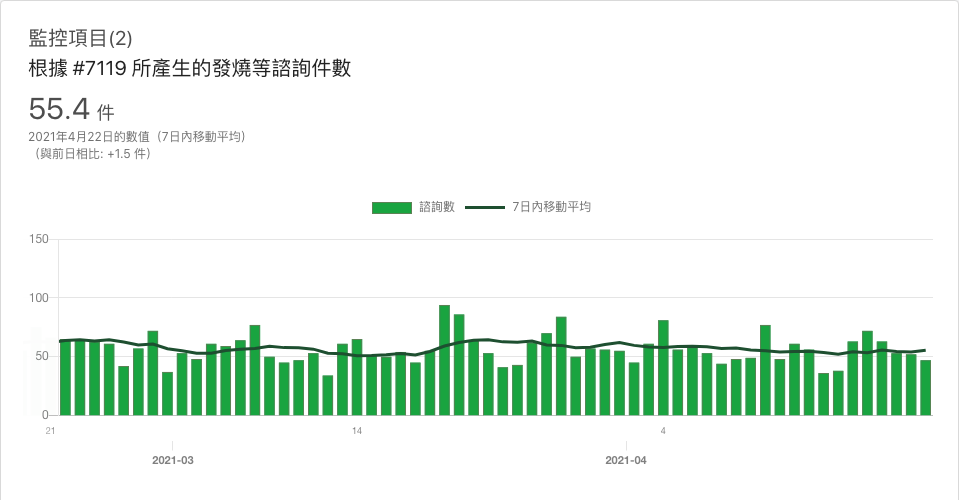 監控項目(2)
根據 #7119 所產生的發燒等諮詢件數
55.4 件
2021年4月22日的數值（7日內移動平均）
（與前日相比: +1.5 件）
諮詢數
7日內移動平均
150
100
50
0
21
14
4
2021-03
2021-04